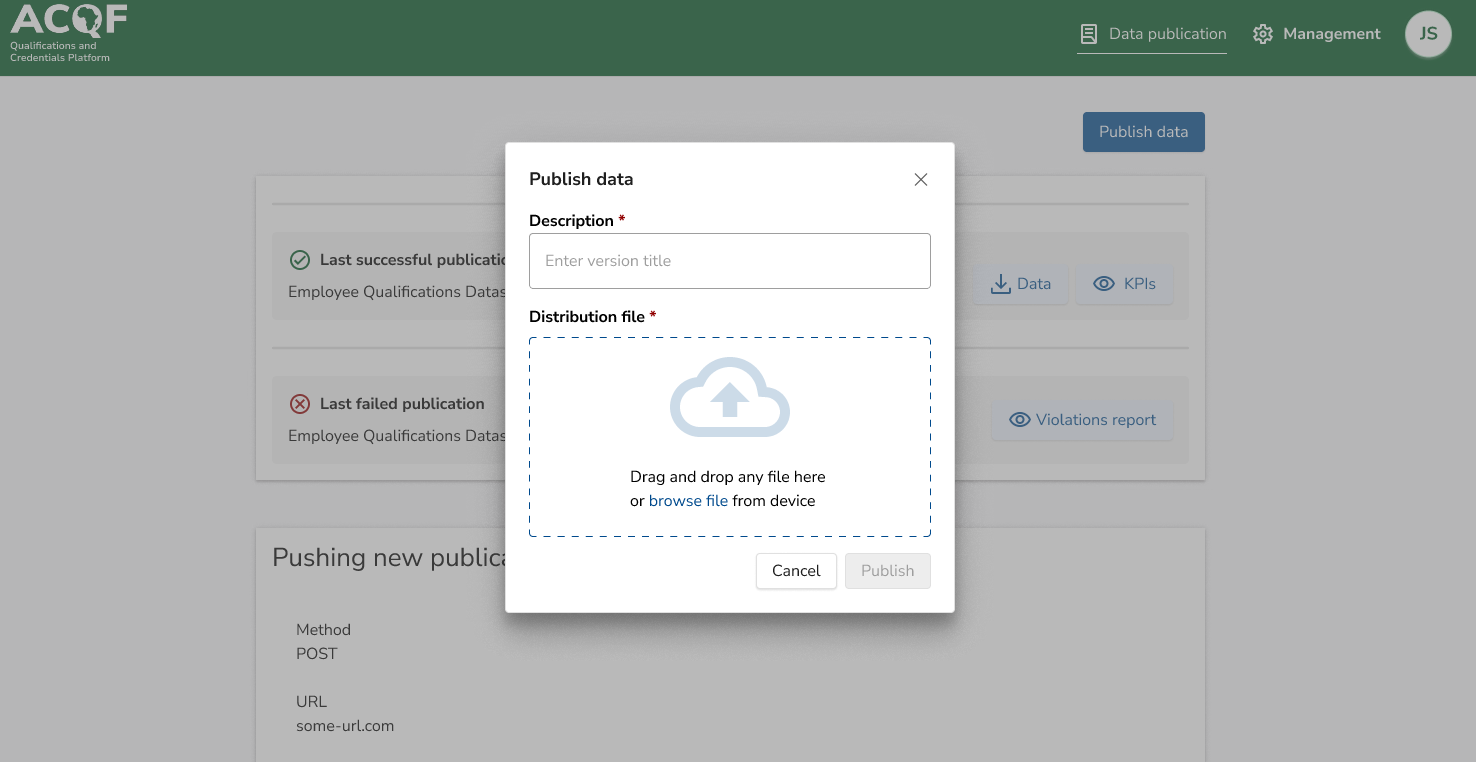 ACQF
Qualifications and
Credentials Platform
Data publication
Management
JS
Publish data
Publish data
Description *
Enter version title
Distribution file *
Drag and drop any file here
or browse file from device
Cancel
Publish
Last successful publicatio
Employee Qualifications Datas
Data
KPIs
Last failed publication
Employee Qualifications Datas
Violations report
Pushing new publica
Method
POST
URL
some-url.com